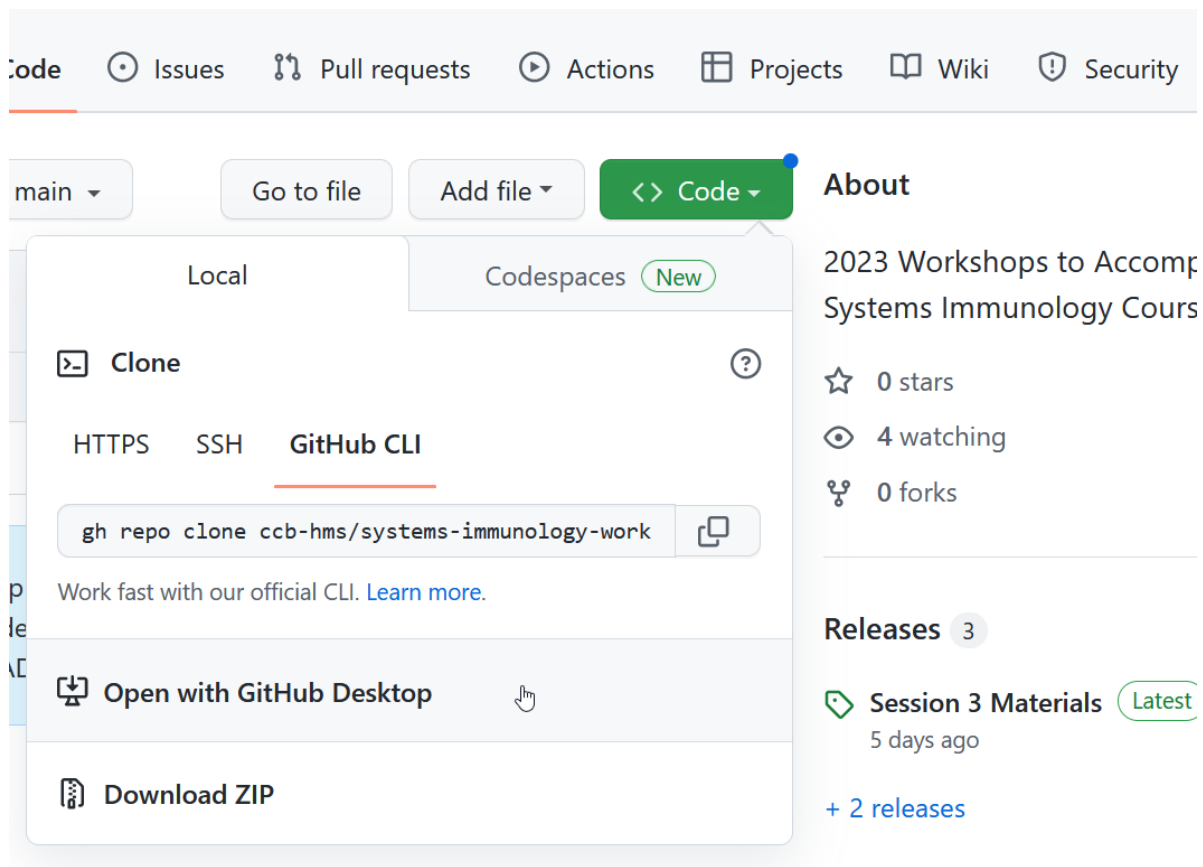 Code Issues Pull requests Actions Projects Wiki Security
main Go to file Add file <> Code
About
Local Codespaces New
2023 Workshops to Accomp
Systems Immunology Cours
Clone
0 stars
HTTPS SSH GitHub CLI
4 watching
0 forks
gh repo clone ccb-hms/systems-immunology-work
Work fast with our official CLI. Learn more.
Releases 3
Open with GitHub Desktop
Session 3 Materials Latest
5 days ago
Download ZIP
+ 2 releases